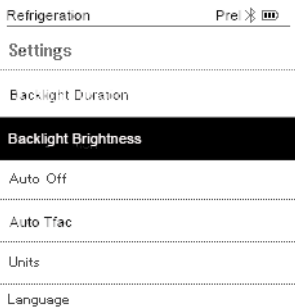 Refrigeration Prel
Settings
Backlight Duration
Backlight Brightness
Auto Off
Auto Tfac
Units
Language